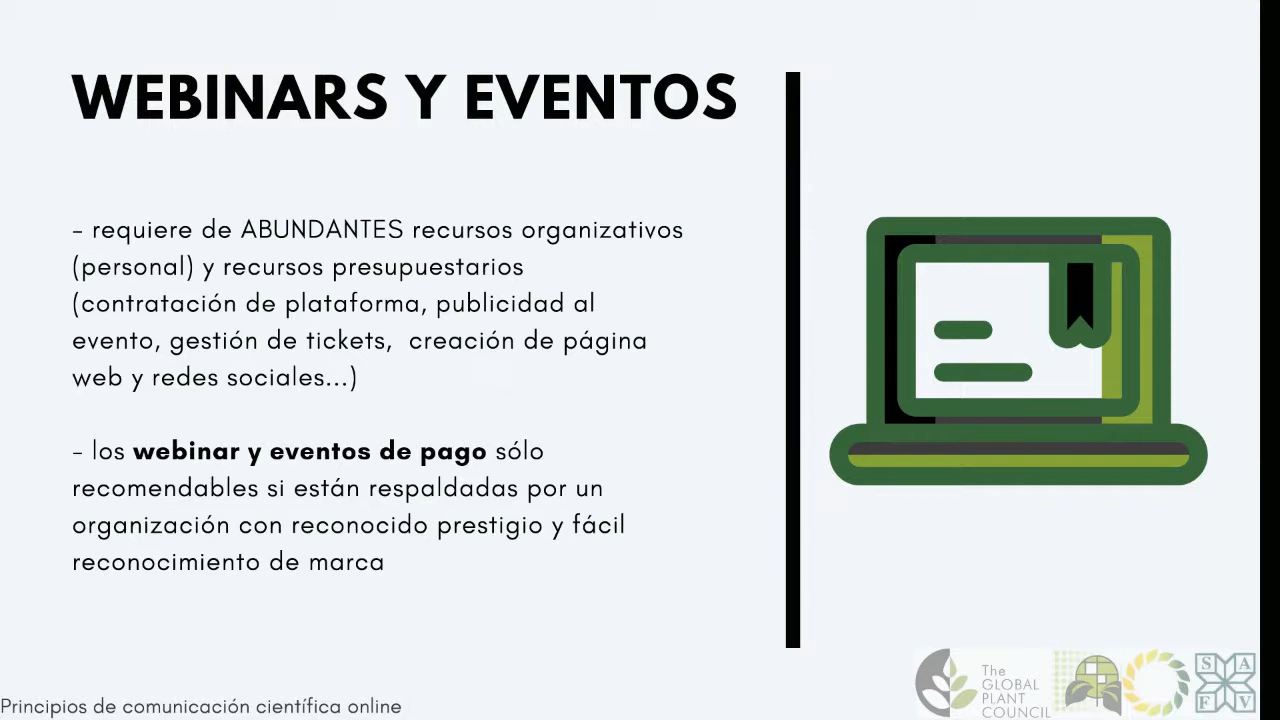 WEBINARS Y EVENTOS
- requiere de ABUNDANTES recursos organizativos
(personal) y recursos presupuestarios
(contratación de plataforma, publicidad al
evento, gestión de tickets,  creación de página
web y redes sociales...)
- los webinar y eventos de pago sólo
recomendables si están respaldadas por un
organización con reconocido prestigio y fácil
reconocimiento de marca
The
GLOBAL
PLANT
COUNCIL
S A
F V
Principios de comunicación científica online